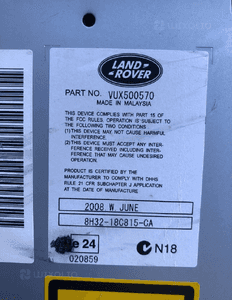 LAND
ROVER
PART NO. VUX500570
MADE IN MALAYSIA
THIS DEVICE COMPLIES WITH PART 15 OF
THE FCC RULES. OPERATION IS SUBJECT TO
THE FOLLOWING TWO CONDITIONS
(1) THIS DEVICE MAY NOT CAUSE HARMFUL
INTERFERENCE
(2) THIS DEVICE MUST ACCEPT ANY INTER-
FERENCE RECEIVED INCLUDING INTER-
FERENCE THAT MAY CAUSE UNDESIRED
OPERATION
PRODUCT IS CERTIFIED BY THE
MANUFACTURER TO COMPLY WITH DHHS
RULE 21 CFR SUBCHAPTER J APPLICABLE
AT THE DATE OF MANUFACTURE
2008 W JUNE
8H32-18C815-CA
e 24
N18
020859